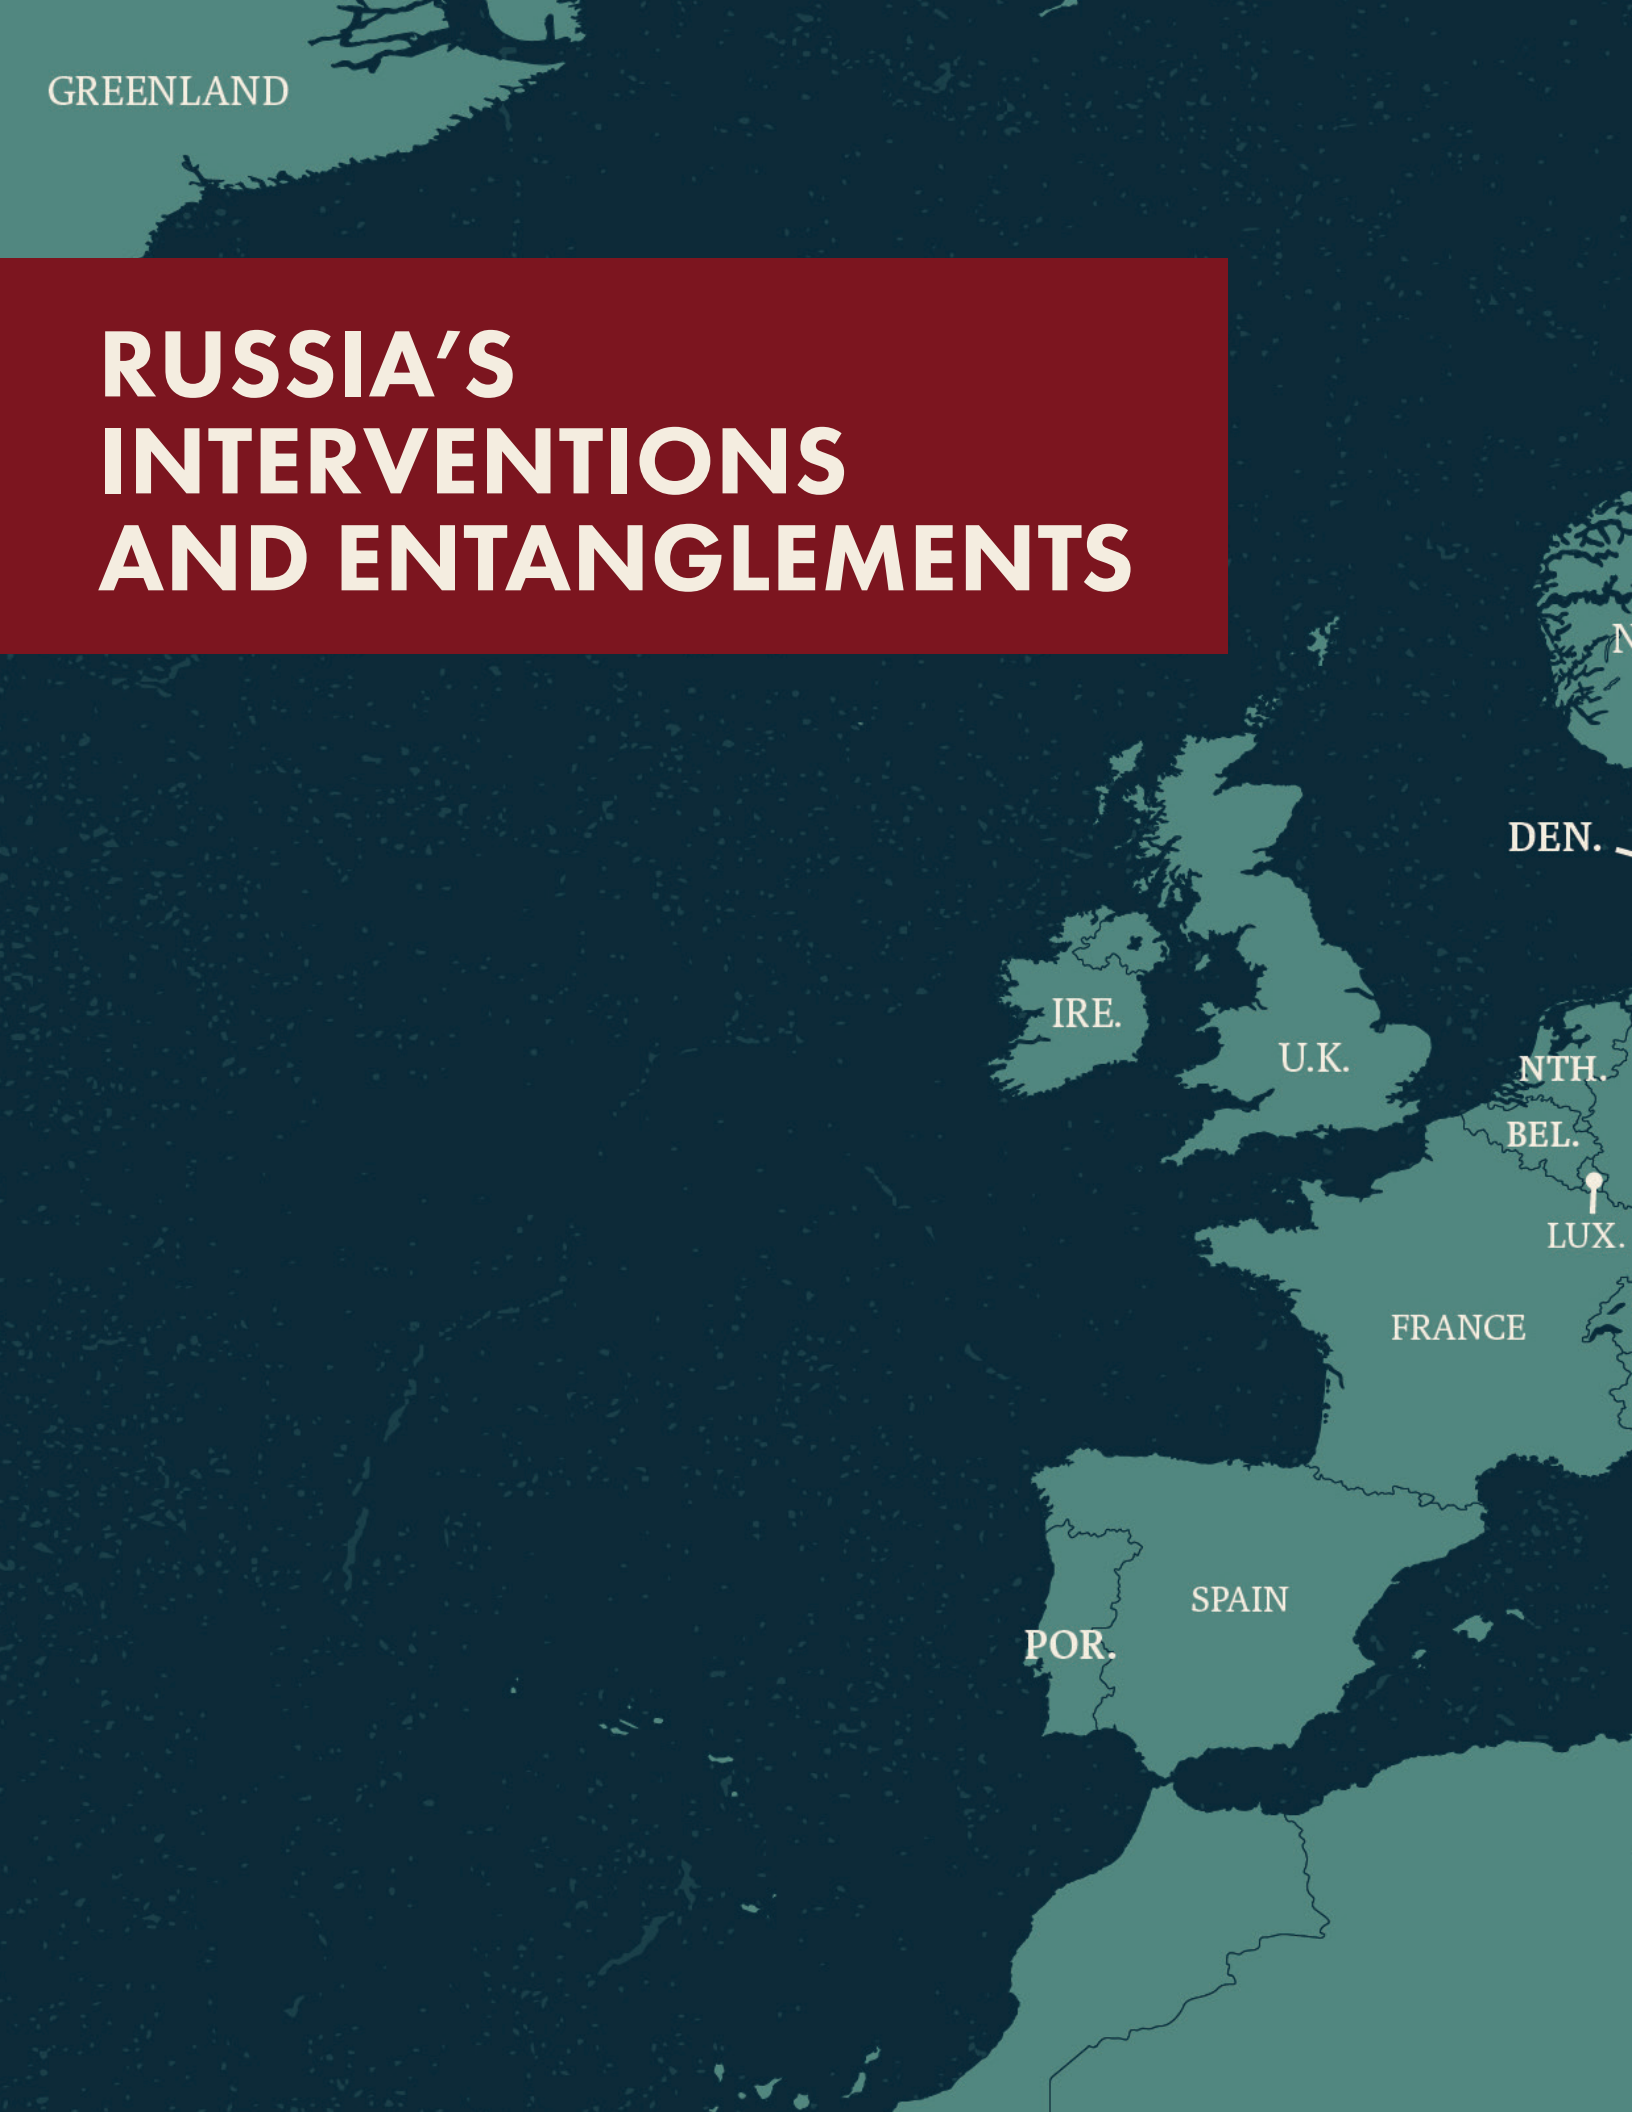 GREENLAND
RUSSIA’S
INTERVENTIONS
AND ENTANGLEMENTS
N
DEN.
IRE.
U.K.
NTH.
BEL.
LUX.
FRANCE
SPAIN
POR.